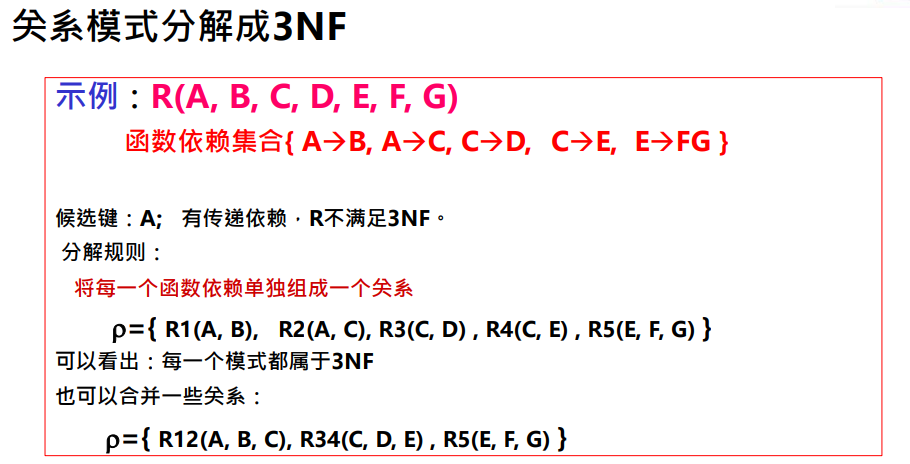 关系模式分解成3NF
示例：R(A, B, C, D, E, F, G)
函数依赖集合{ A→B, A→C, C→D, C→E, E→FG }
候选键：A; 有传递依赖，R不满足3NF。
分解规则：
将每一个函数依赖单独组成一个关系
ρ={ R1(A, B), R2(A, C), R3(C, D) , R4(C, E) , R5(E, F, G) }
可以看出：每一个模式都属于3NF
也可以合并一些关系：
ρ={ R12(A, B, C), R34(C, D, E) , R5(E, F, G) }